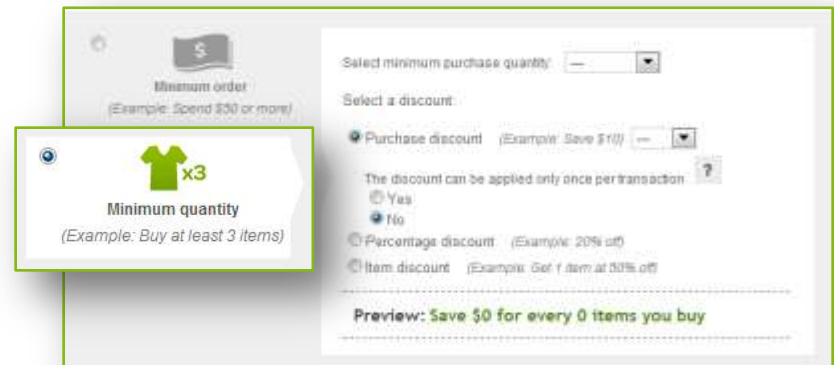 $
Minimum order
(Example: Spend $50 or more)
x3
Minimum quantity
(Example: Buy at least 3 items)
Select minimum purchase quantity: ---
Select a discount:
Purchase discount (Example: Save $10) ---
The discount can be applied only once per transaction ?
Yes
No
Percentage discount (Example: 20% off)
Item discount (Example: Get 1 item at 50% off)
Preview: Save $0 for every 0 items you buy